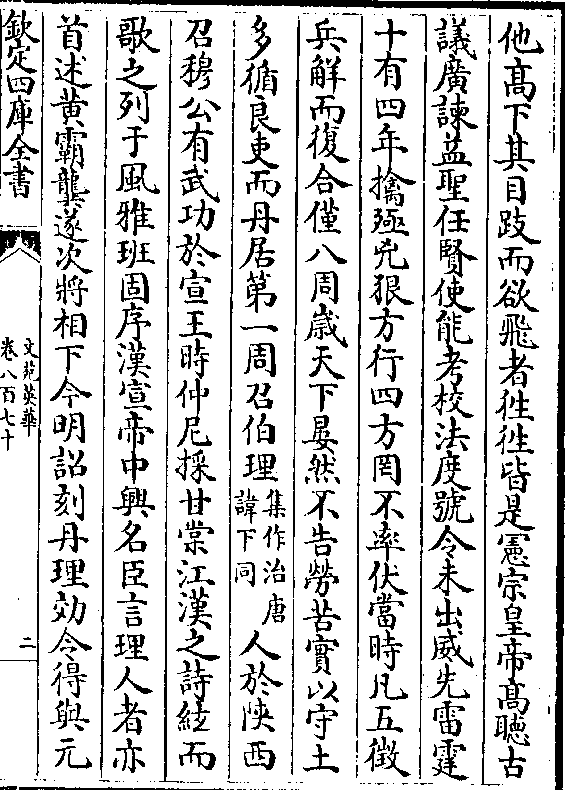 他髙下其目跂而欲飛者徃徃皆是憲宗皇帝髙聽古
議廣諫益聖任賢使能考校法度號令未出威先雷霆
十有四年擒殛兇狠方行四方罔不率伏當時凡五徴
兵解而復合僅八周嵗天下晏然不告勞苦實以守土
多循良吏而丹居第一周召伯理集作治唐諱下同人於陜西
召穆公有武功於宣王時仲尼採甘棠江漢之詩絃而
歌之列于風雅班固序漢宣帝中興名臣言理人者亦
首述黄霸龔遂次將相下今明詔刻丹理効令得與元
欽定四庫全書
文苑英華
卷八百七十
二